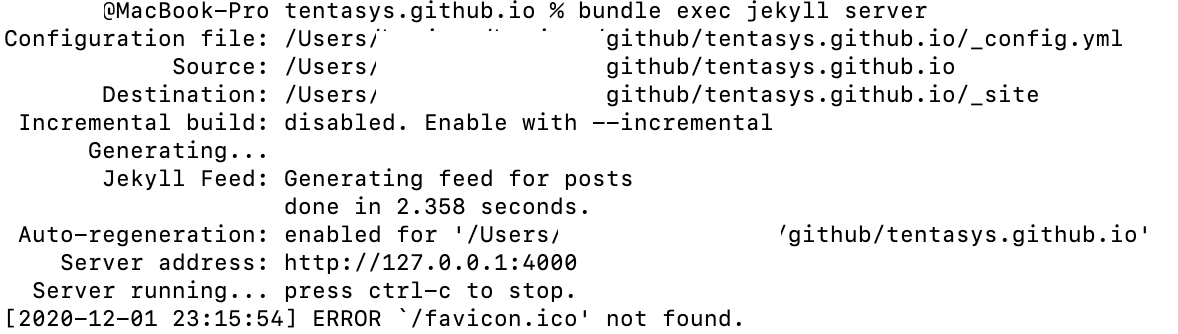 @MacBook-Pro tentasys.github.io % bundle exec jekyll server
Configuration file: /Users/ github/tentasys.github.io/_config.yml
Source: /Users/ github/tentasys.github.io
Destination: /Users/ github/tentasys.github.io/_site
Incremental build: disabled. Enable with --incremental
Generating...
Jekyll Feed: Generating feed for posts
done in 2.358 seconds.
Auto-regeneration: enabled for '/Users/ /github/tentasys.github.io'
Server address: http://127.0.0.1:4000
Server running... press ctrl-c to stop.
[2020-12-01 23:15:54] ERROR `/favicon.ico' not found.